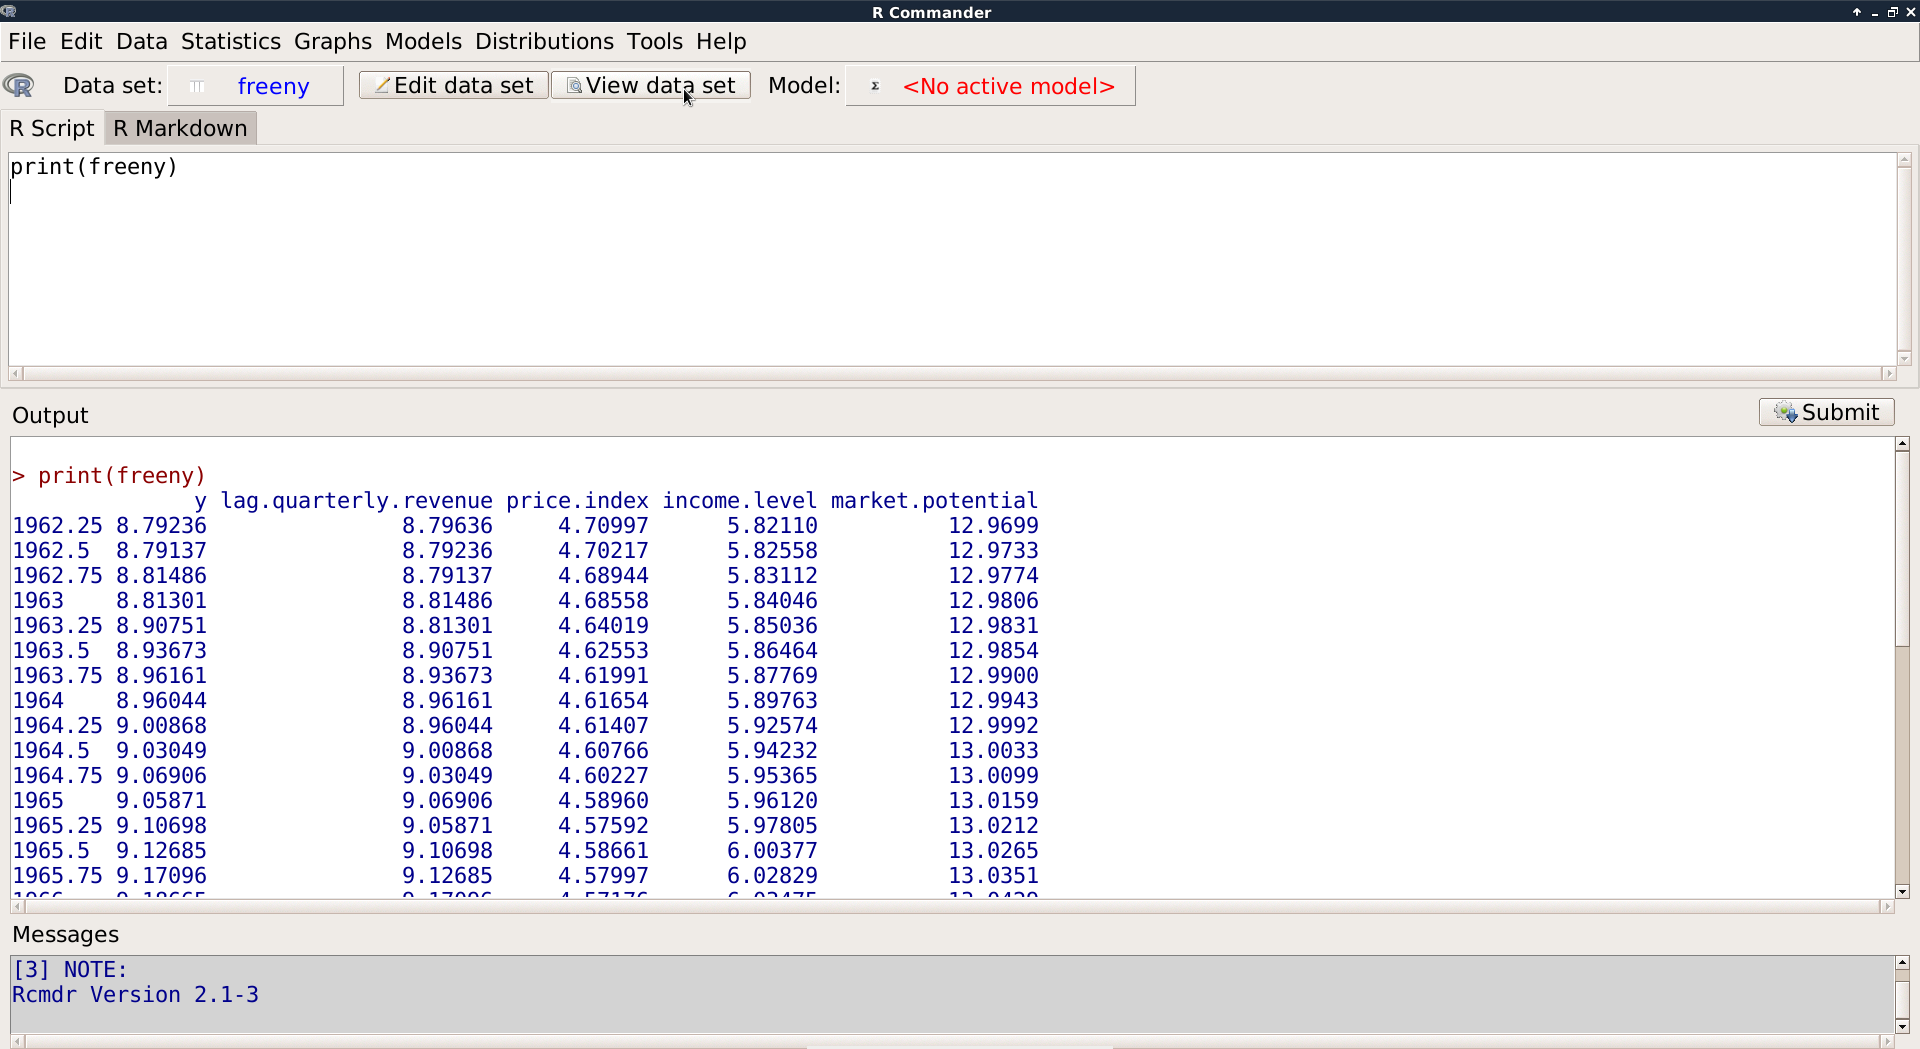 R Commander
File Edit Data Statistics Graphs Models Distributions Tools Help
Data set: freeny Edit data set View data set Model: Σ <No active model>
R Script R Markdown
print(freeny)
Output
Submit
> print(freeny)
y lag.quarterly.revenue price.index income.level market.potential
1962.25 8.79236 8.79636 4.70997 5.82110 12.9699
1962.5 8.79137 8.79236 4.70217 5.82558 12.9733
1962.75 8.81486 8.79137 4.68944 5.83112 12.9774
1963 8.81301 8.81486 4.68558 5.84046 12.9806
1963.25 8.90751 8.81301 4.64019 5.85036 12.9831
1963.5 8.93673 8.90751 4.62553 5.86464 12.9854
1963.75 8.96161 8.93673 4.61991 5.87769 12.9900
1964 8.96044 8.96161 4.61654 5.89763 12.9943
1964.25 9.00868 8.96044 4.61407 5.92574 12.9992
1964.5 9.03049 9.00868 4.60766 5.94232 13.0033
1964.75 9.06906 9.03049 4.60227 5.95365 13.0099
1965 9.05871 9.06906 4.58960 5.96120 13.0159
1965.25 9.10698 9.05871 4.57592 5.97805 13.0212
1965.5 9.12685 9.10698 4.58661 6.00377 13.0265
1965.75 9.17096 9.12685 4.57997 6.02829 13.0351
Messages
[3] NOTE:
Rcmdr Version 2.1-3